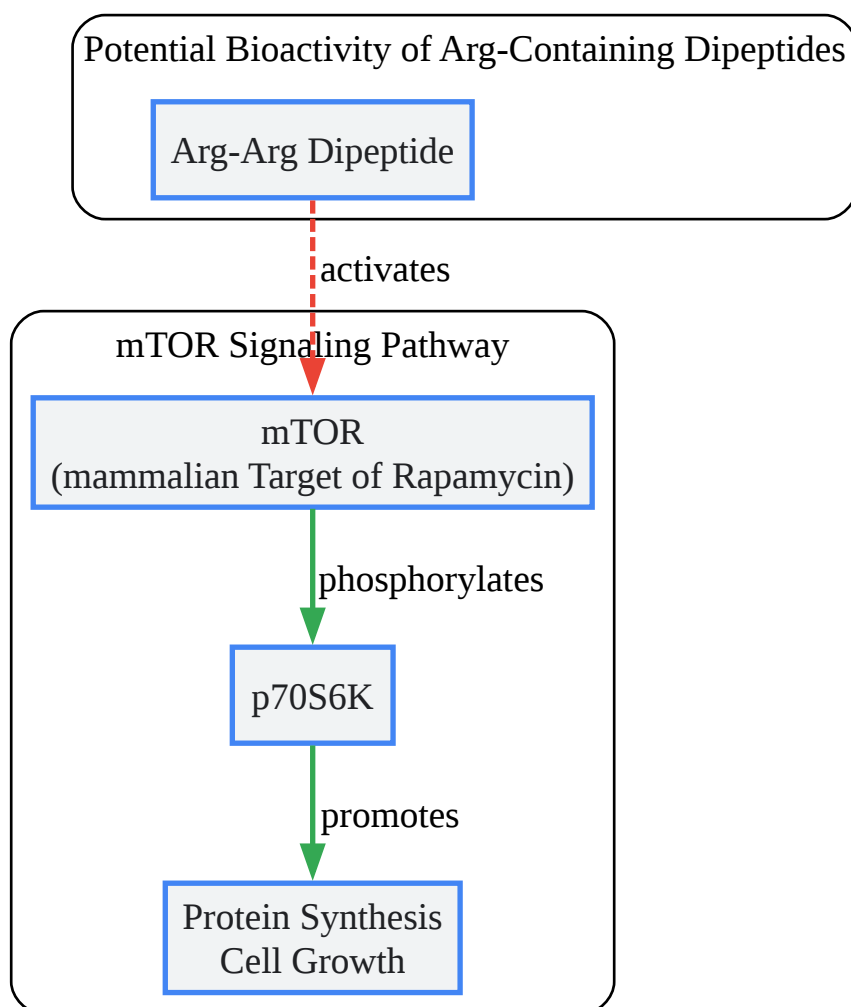 Potential Bioactivity of Arg-Containing Dipeptides
Arg-Arg Dipeptide
activates
mTOR Signaling Pathway
mTOR
(mammalian Target of Rapamycin)
phosphorylates
p70S6K
promotes
Protein Synthesis
Cell Growth